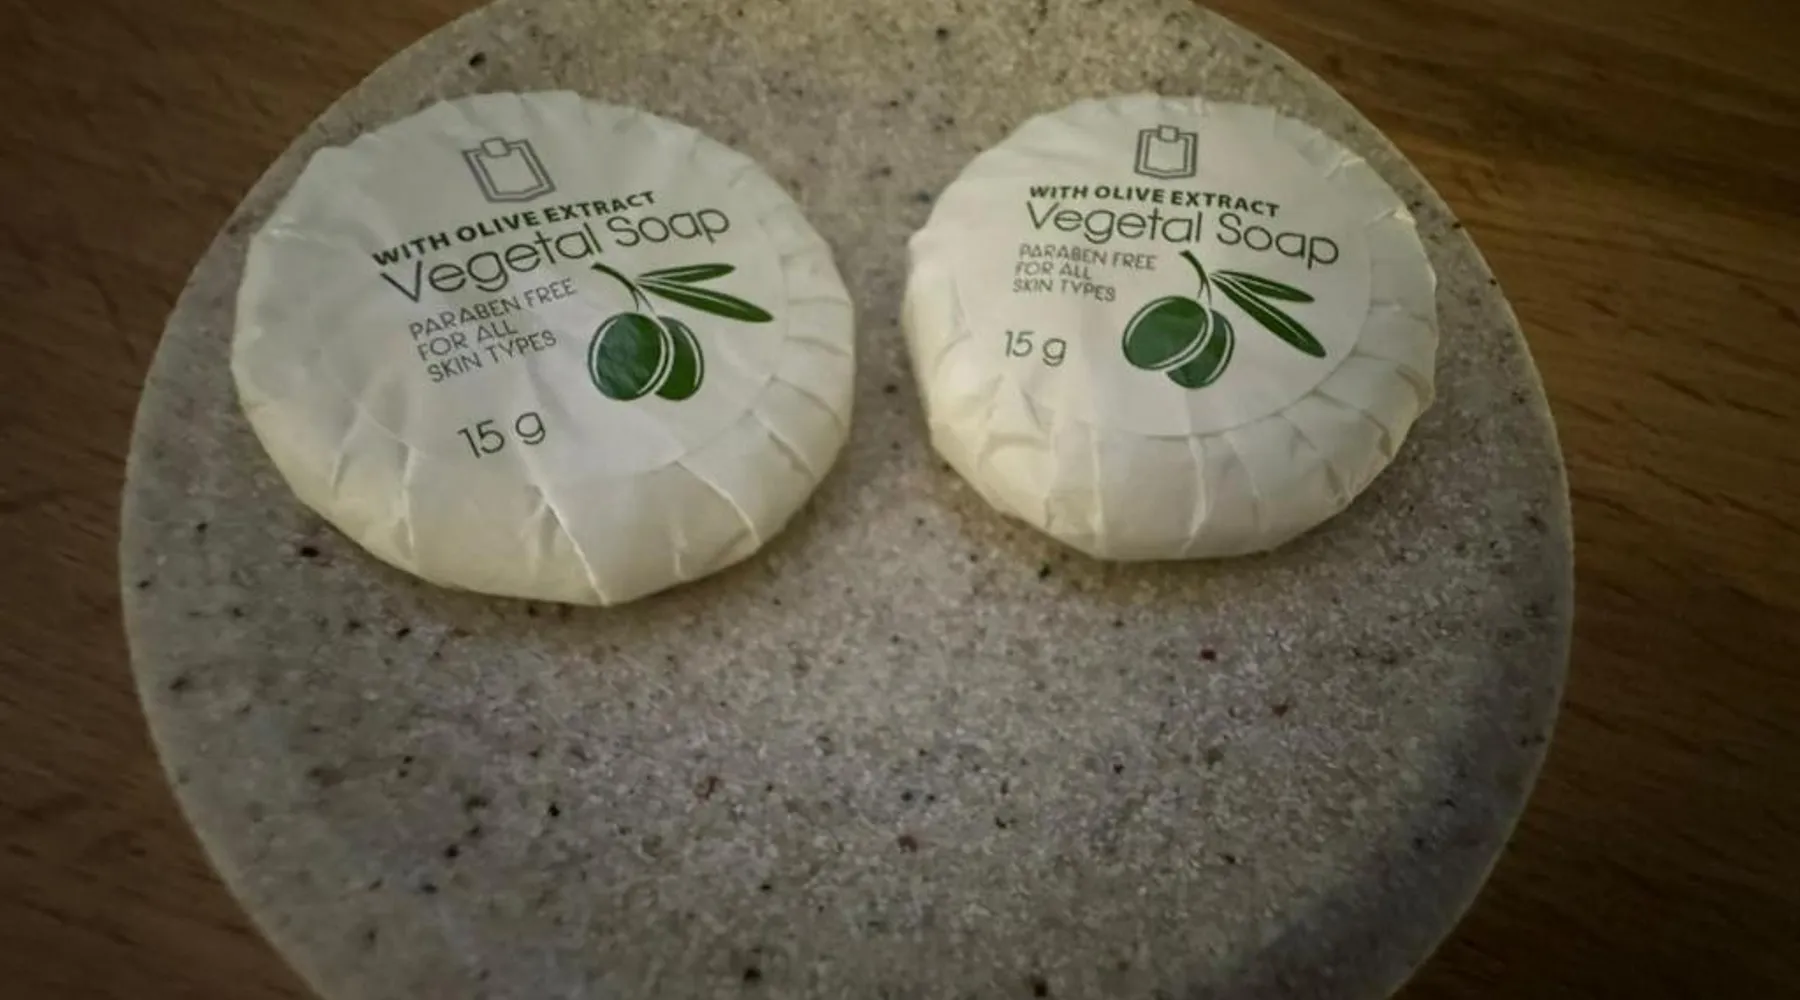 WITH OLIVE EXTRACT
Vegetal Soap
PARABEN FREE
FOR ALL
SKIN TYPES
15 g
WITH OLIVE EXTRACT
Vegetal Soap
PARABEN FREE
FOR ALL
SKIN TYPES
15 g